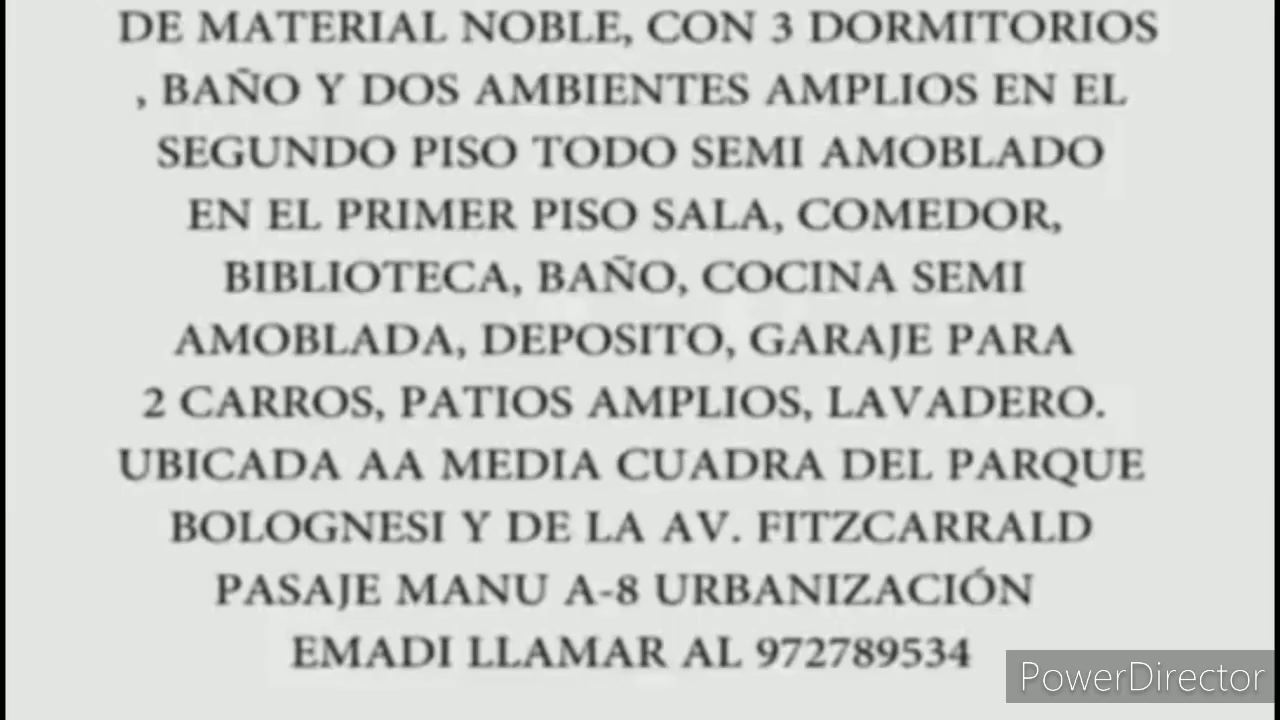 DE MATERIAL NOBLE, CON 3 DORMITORIOS
, BAÑO Y DOS AMBIENTES AMPLIOS EN EL
SEGUNDO PISO TODO SEMI AMOBLADO
EN EL PRIMER PISO SALA, COMEDOR,
BIBLIOTECA, BAÑO, COCINA SEMI
AMOBLADA, DEPOSITO, GARAJE PARA
2 CARROS, PATIOS AMPLIOS, LAVADERO.
UBICADA AA MEDIA CUADRA DEL PARQUE
BOLOGNESI Y DE LA AV. FITZCARRALD
PASAJE MANU A-8 URBANIZACIÓN
EMADI LLAMAR AL 972789534
PowerDirector